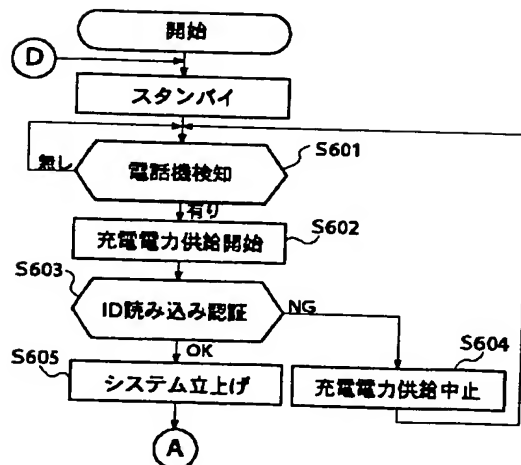 開始
D
スタンバイ
無し
電話機検知
S601
有り
充電電力供給開始
S602
S603
ID読み込み認証
NG
OK
S604
充電電力供給中止
S605
システム立上げ
A